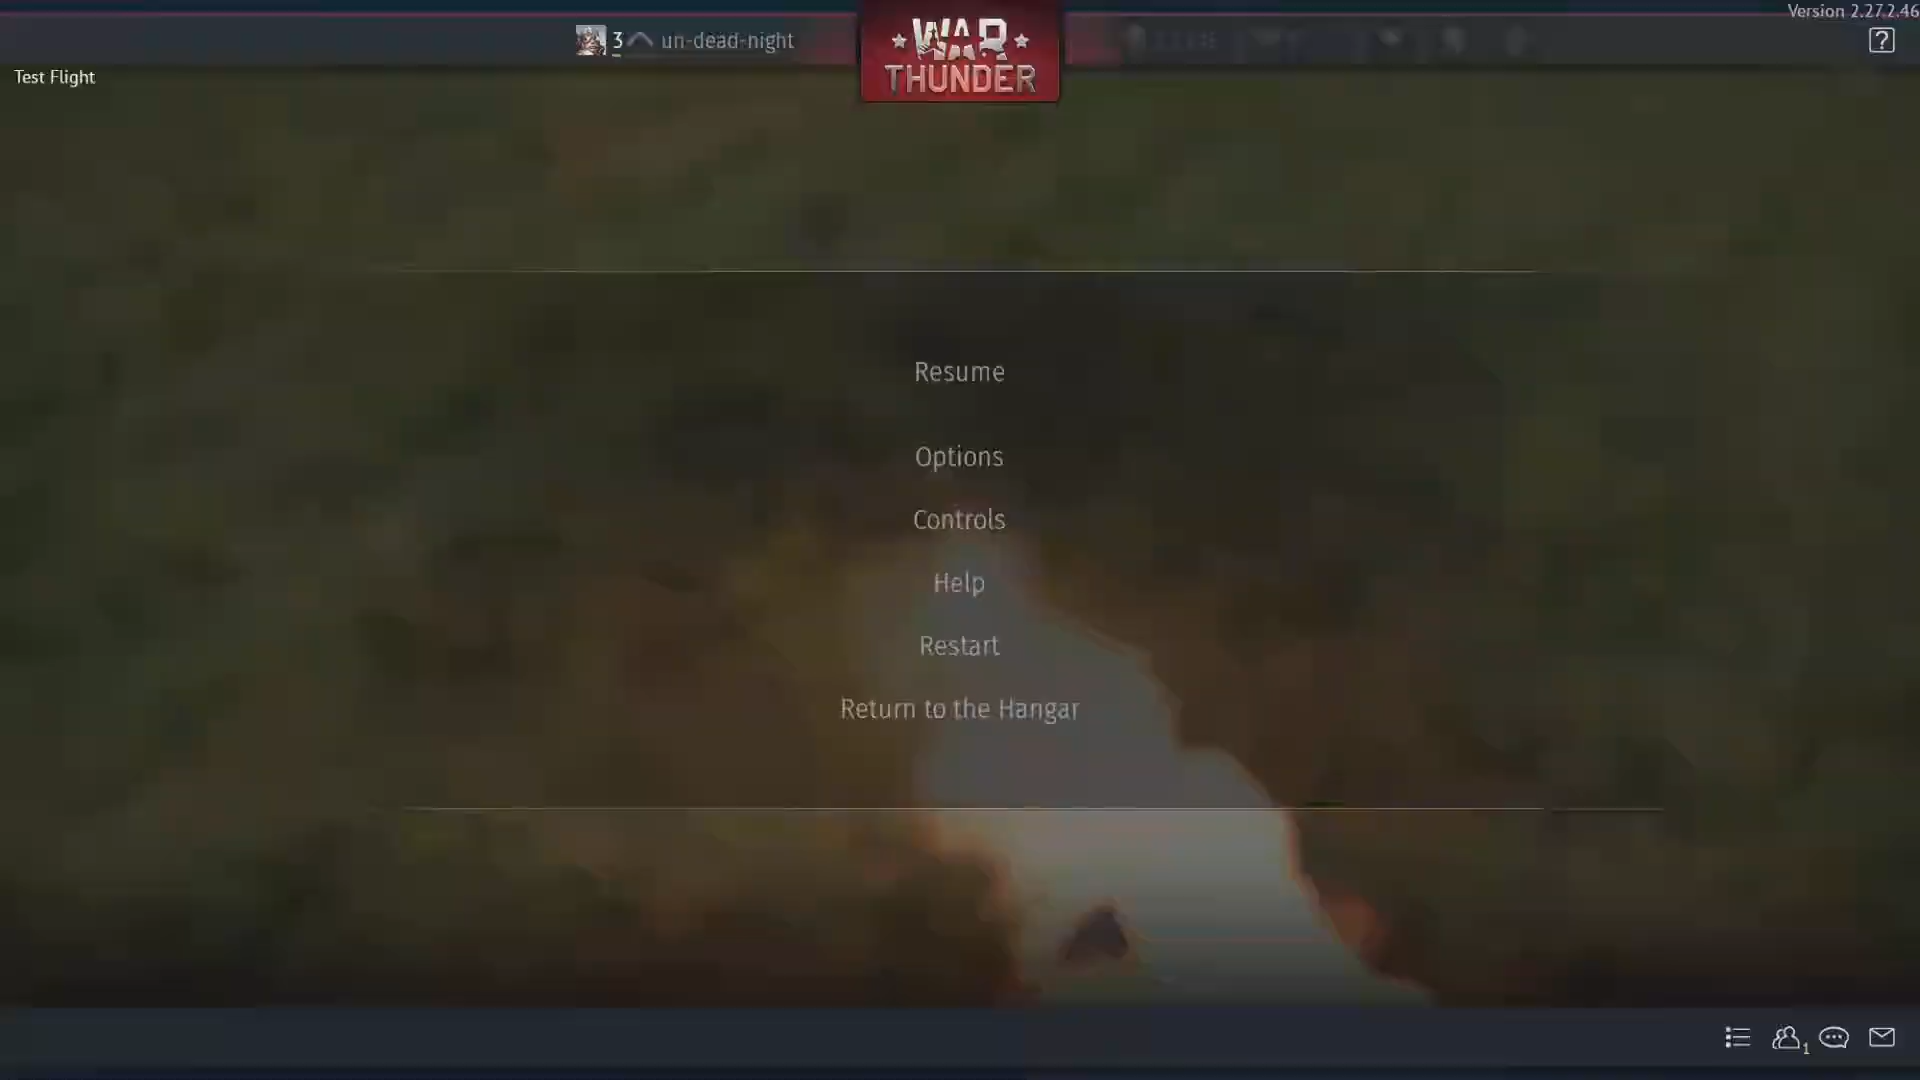 Version 2.27.2.46
3 un-dead-night
WAR
THUNDER
?
Test Flight
Resume
Options
Controls
Help
Restart
Return to the Hangar
1